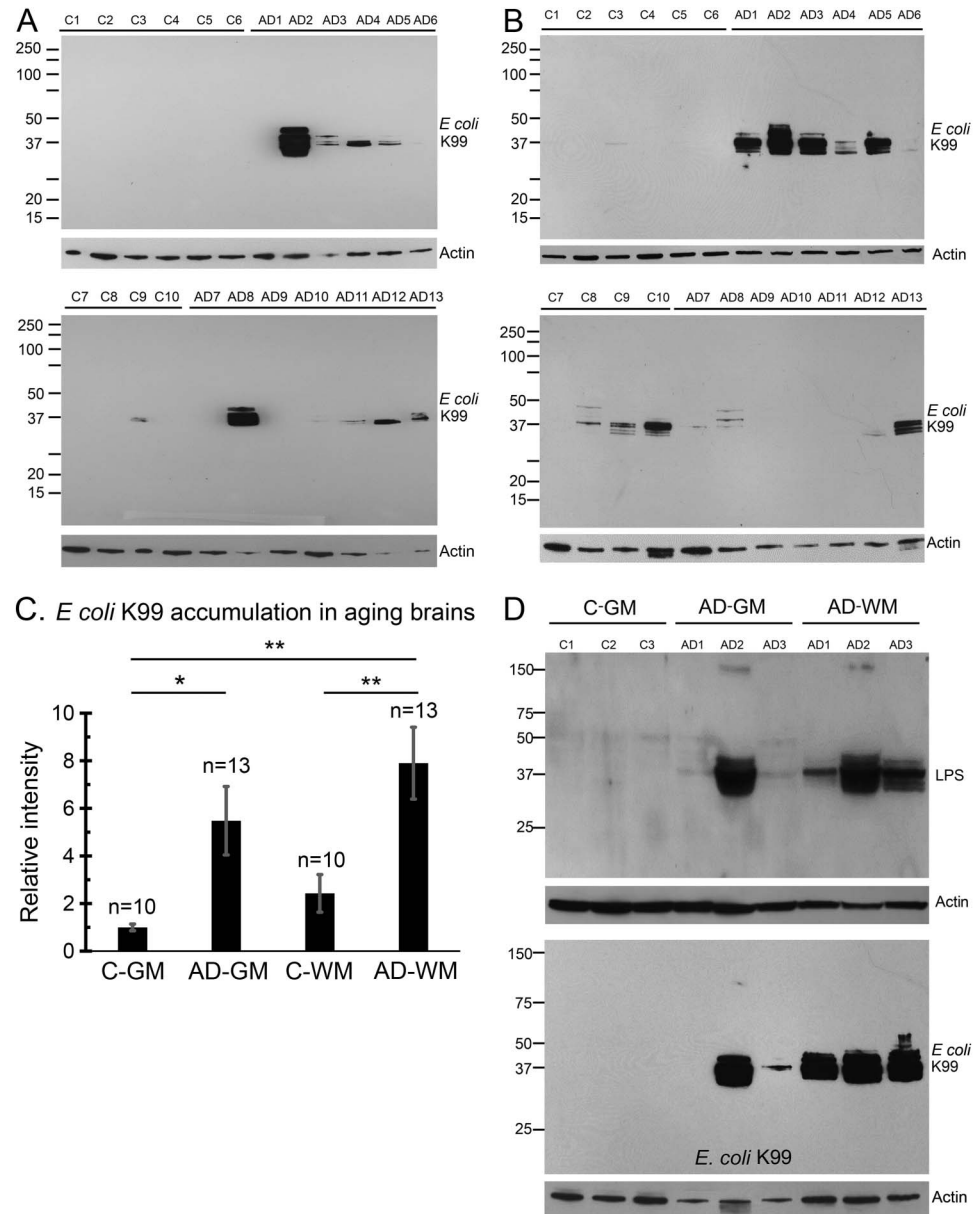 A
C1 C2 C3 C4 C5 C6 AD1 AD2 AD3 AD4 AD5 AD6
250
100
50
37
20
15
E coli
K99
Actin
C7 C8 C9 C10 AD7 AD8 AD9 AD10 AD11 AD12 AD13
250
100
50
37
20
15
E coli
K99
Actin
B
C1 C2 C3 C4 C5 C6 AD1 AD2 AD3 AD4 AD5 AD6
250
100
50
37
20
15
E coli
K99
Actin
C7 C8 C9 C10 AD7 AD8 AD9 AD10 AD11 AD12 AD13
250
100
50
37
20
15
E coli
K99
Actin
C. E coli K99 accumulation in aging brains
**
* **
10
8
6
4
2
0
Relative intensity
n=10
n=13
n=10
n=13
C-GM AD-GM C-WM AD-WM
D
C-GM AD-GM AD-WM
C1 C2 C3 AD1 AD2 AD3 AD1 AD2 AD3
150
75
50
37
25
LPS
Actin
150
75
50
37
25
E coli
K99
E. coli K99
Actin